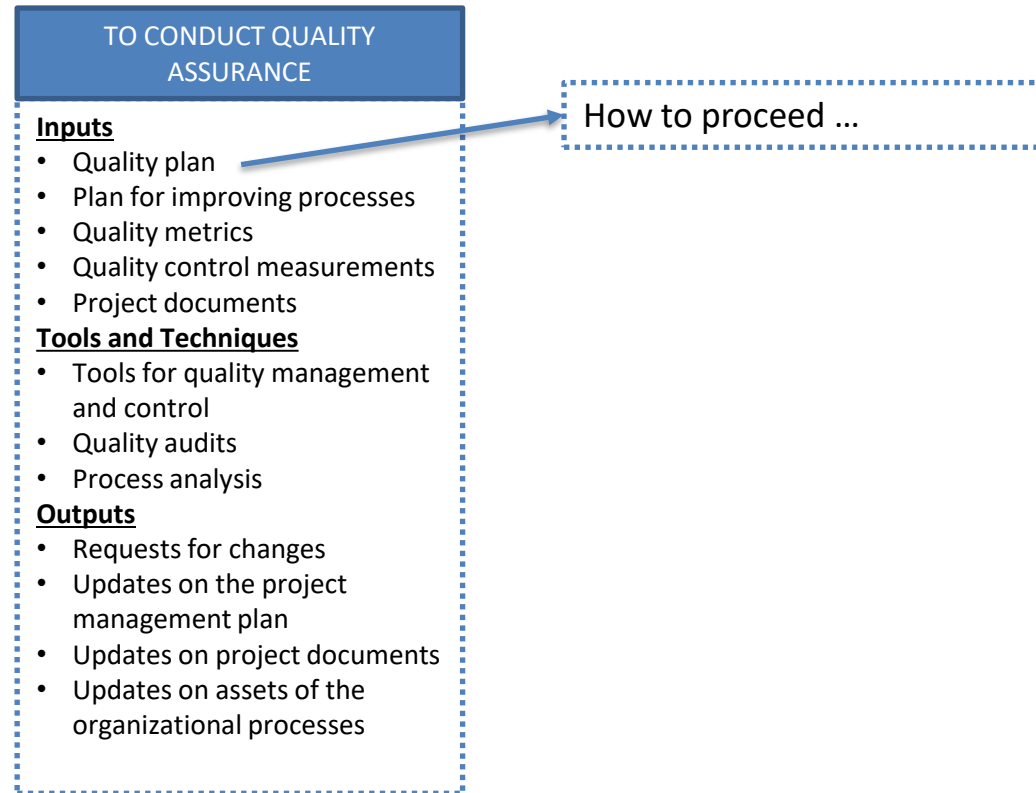 TO CONDUCT QUALITY
ASSURANCE
Inputs
• Quality plan
• Plan for improving processes
• Quality metrics
• Quality control measurements
• Project documents
Tools and Techniques
• Tools for quality management
and control
• Quality audits
• Process analysis
Outputs
• Requests for changes
• Updates on the project
management plan
• Updates on project documents
• Updates on assets of the
organizational processes
How to proceed …